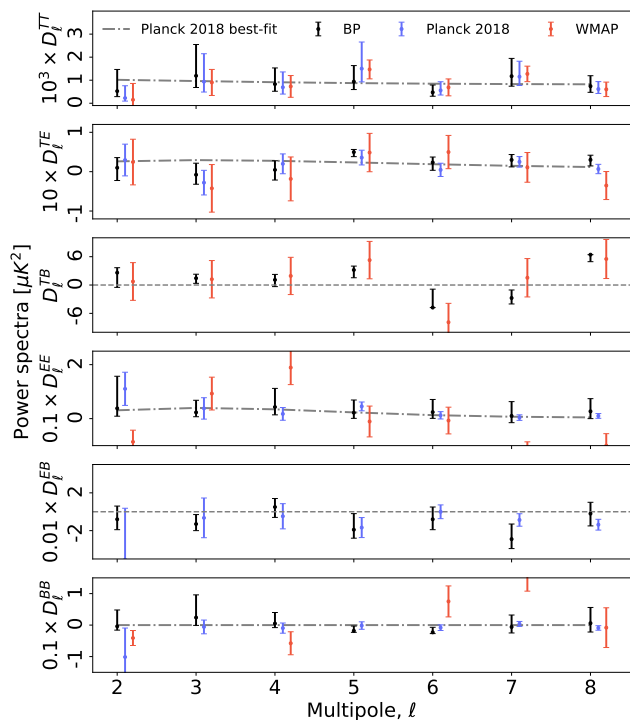 Planck 2018 best-fit BP Planck 2018 WMAP
10³ × D_ℓ^TT
3
2
1
0
10 × D_ℓ^TE
1
0
-1
D_ℓ^TB
6
0
-6
Power spectra [μK²]
0.1 × D_ℓ^EE
2
0
0.01 × D_ℓ^EB
2
-2
0.1 × D_ℓ^BB
1
0
-1
2 3 4 5 6 7 8
Multipole, ℓ